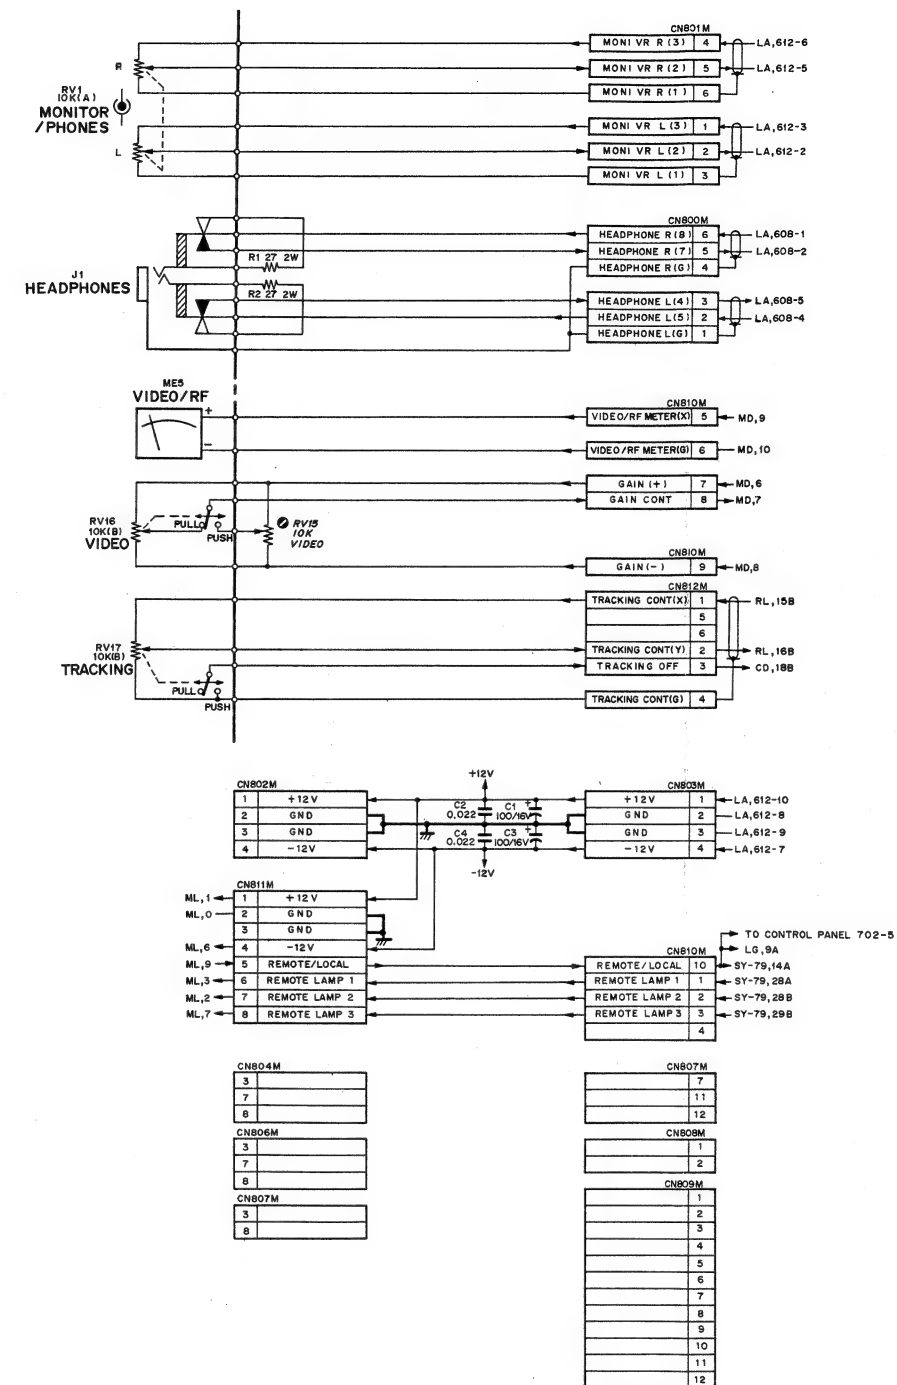 CN801M
MONI VR R (3) 4 LA,612-6
R MONI VR R (2) 5 LA,612-5
RV1
10K(A)
MONI VR R (1) 6
MONITOR
/PHONES
MONI VR L (3) 1 LA,612-3
L MONI VR L (2) 2 LA,612-2
MONI VR L (1) 3
CN800M
HEADPHONE R (8) 6 LA,608-1
HEADPHONE R (7) 5 LA,608-2
R1 27 2W
HEADPHONE R (G) 4
J1
HEADPHONES
R2 27 2W
HEADPHONE L (4) 3 LA,608-5
HEADPHONE L (5) 2 LA,608-4
HEADPHONE L (G) 1
ME5
VIDEO/RF
+
-
CN810M
VIDEO/RF METER(X) 5 MD,9
VIDEO/RF METER(G) 6 MD,10
GAIN (+) 7 MD,6
GAIN CONT 8 MD,7
RV16
10K(B)
VIDEO
PULL
PUSH
RV15
10K
VIDEO
CN810M
GAIN (-) 9 MD,8
CN812M
TRACKING CONT(X) 1 RL,15B
5
6
TRACKING CONT(Y) 2 RL,16B
TRACKING OFF 3 CD,18B
RV17
10K(B)
TRACKING
PULL
PUSH
TRACKING CONT(G) 4
+12V
CN802M
1 +12V
2 GND
3 GND
4 -12V
C2
0.022
C1
100/16V
+
C4
0.022
C3
100/16V
+
-12V
CN803M
+12V 1 LA,612-10
GND 2 LA,612-8
GND 3 LA,612-9
-12V 4 LA,612-7
CN811M
ML,1 1 +12V
ML,0 2 GND
3 GND
ML,6 4 -12V
ML,9 5 REMOTE/LOCAL
ML,3 6 REMOTE LAMP 1
ML,2 7 REMOTE LAMP 2
ML,7 8 REMOTE LAMP 3
TO CONTROL PANEL 702-5
LG,9A
CN810M
REMOTE/LOCAL 10 SY-79,14A
REMOTE LAMP 1 1 SY-79,28A
REMOTE LAMP 2 2 SY-79,28B
REMOTE LAMP 3 3 SY-79,29B
4
CN804M
3
7
8
CN806M
3
7
8
CN807M
3
8
CN807M
7
11
12
CN808M
1
2
CN809M
1
2
3
4
5
6
7
8
9
10
11
12